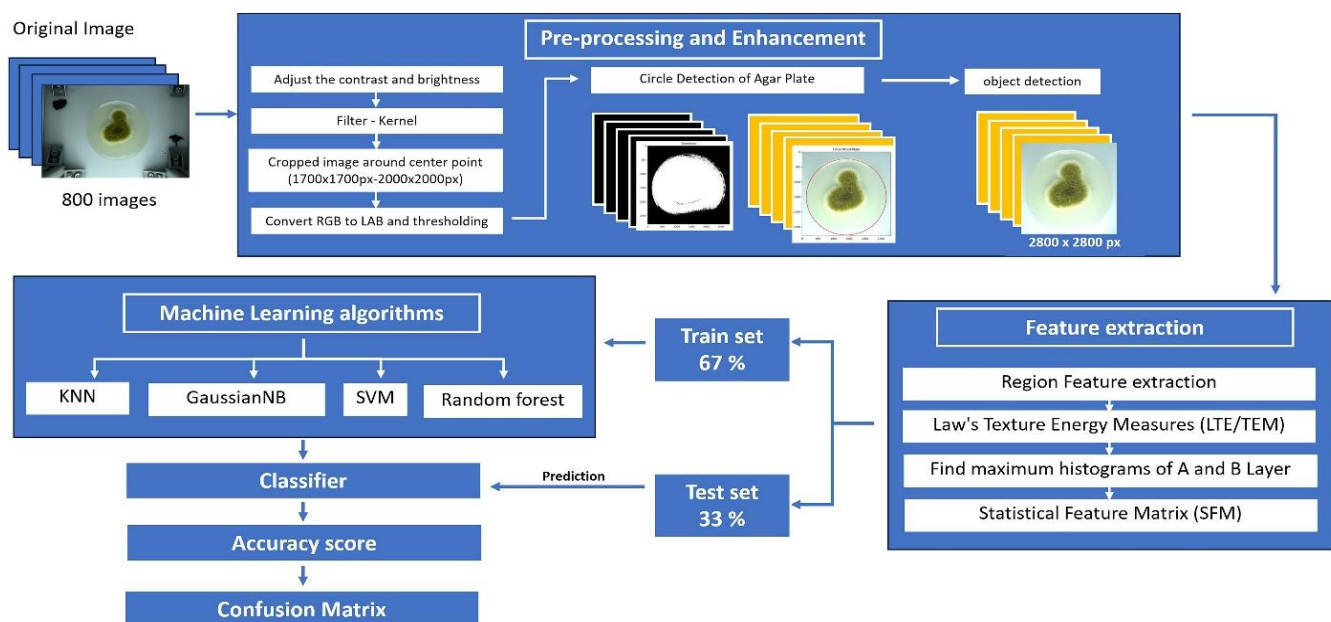 Original Image
800 images
Pre-processing and Enhancement
Adjust the contrast and brightness
Filter - Kernel
Cropped image around center point
(1700x1700px-2000x2000px)
Convert RGB to LAB and thresholding
Circle Detection of Agar Plate
object detection
2800 x 2800 px
Feature extraction
Region Feature extraction
Law's Texture Energy Measures (LTE/TEM)
Find maximum histograms of A and B Layer
Statistical Feature Matrix (SFM)
Train set
67 %
Test set
33 %
Prediction
Machine Learning algorithms
KNN
GaussianNB
SVM
Random forest
Classifier
Accuracy score
Confusion Matrix